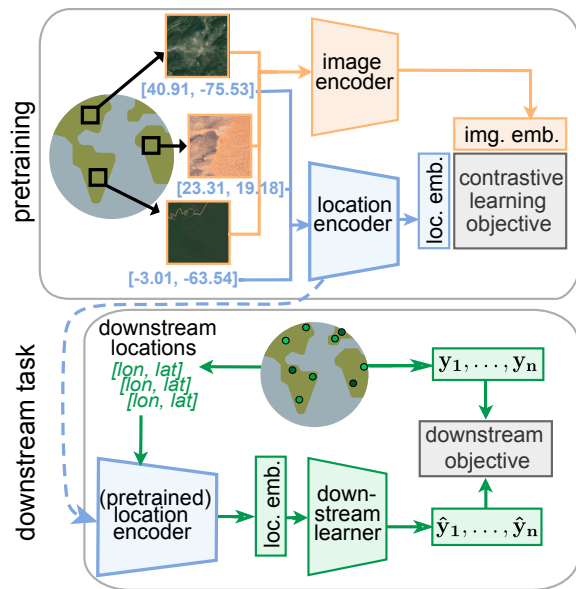 pretraining
[40.91, -75.53]
[23.31, 19.18]
[-3.01, -63.54]
image
encoder
location
encoder
img. emb.
loc. emb.
contrastive
learning
objective
downstream task
downstream
locations
[lon, lat]
[lon, lat]
[lon, lat]
y₁, . . . , yₙ
downstream
objective
(pretrained)
location
encoder
loc. emb.
down-
stream
learner
ŷ₁, . . . , ŷₙ